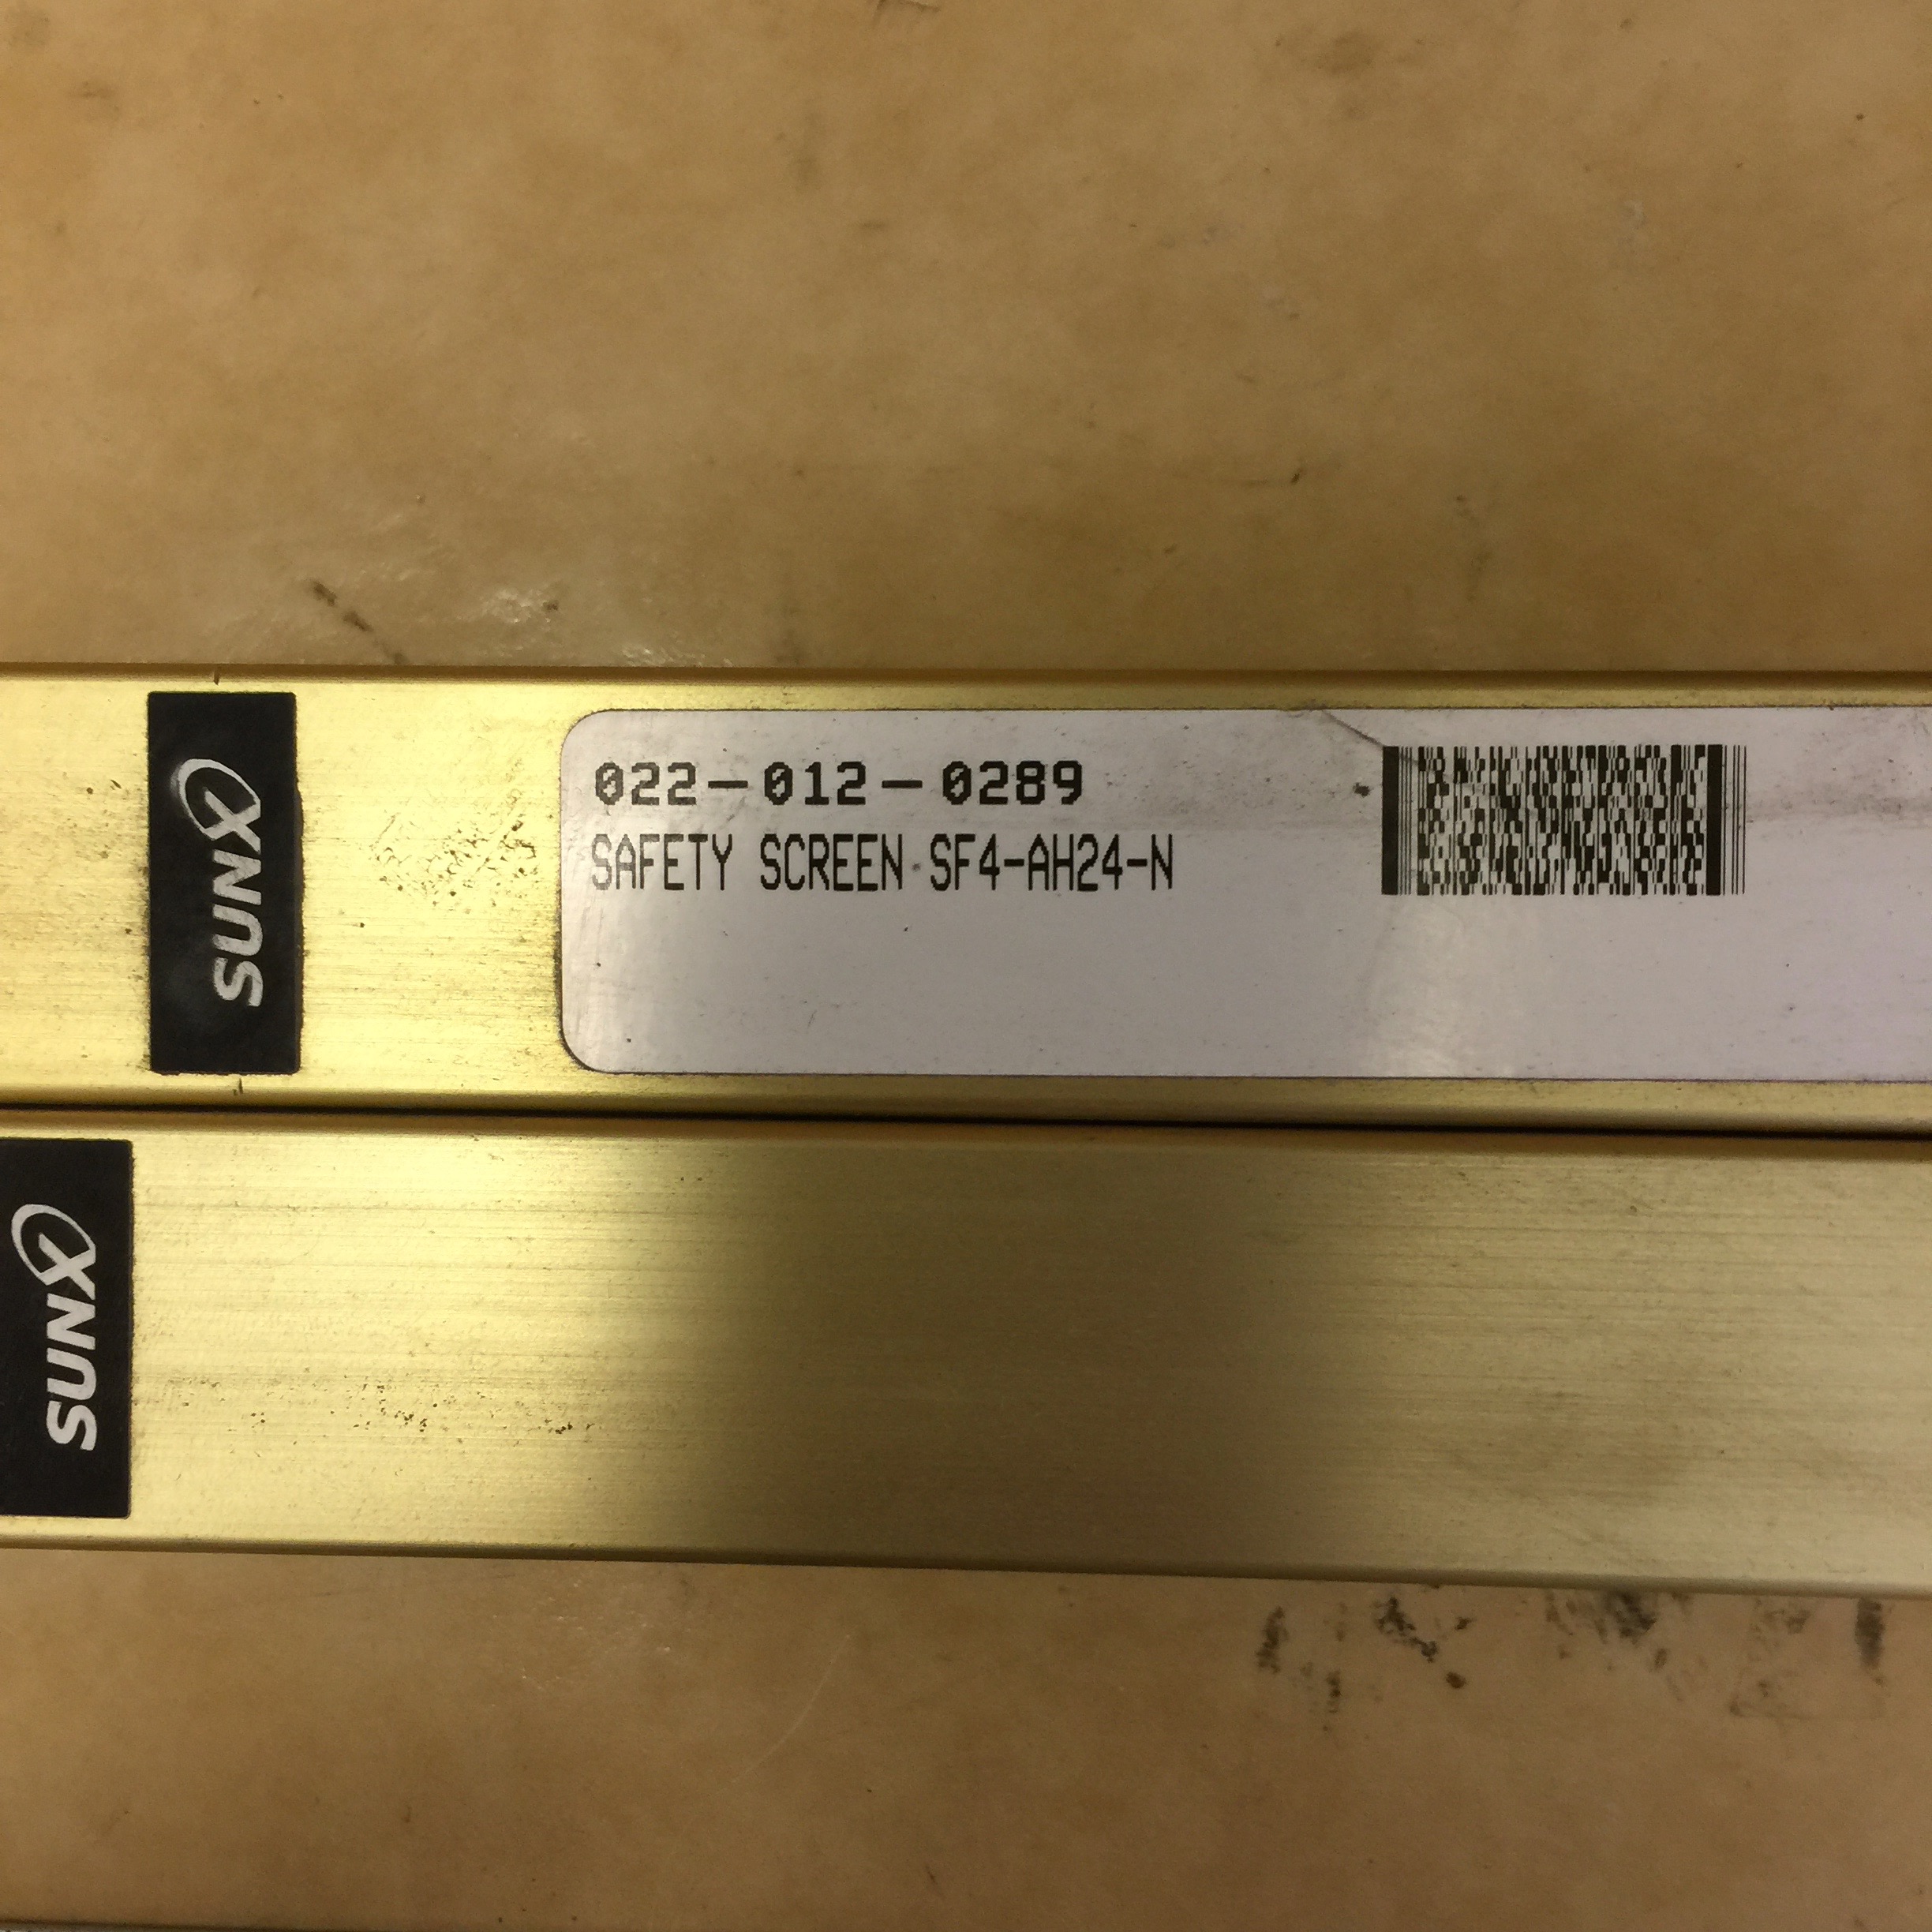 SUNX
022-012-0289
SAFETY SCREEN SF4-AH24-N
SUNX